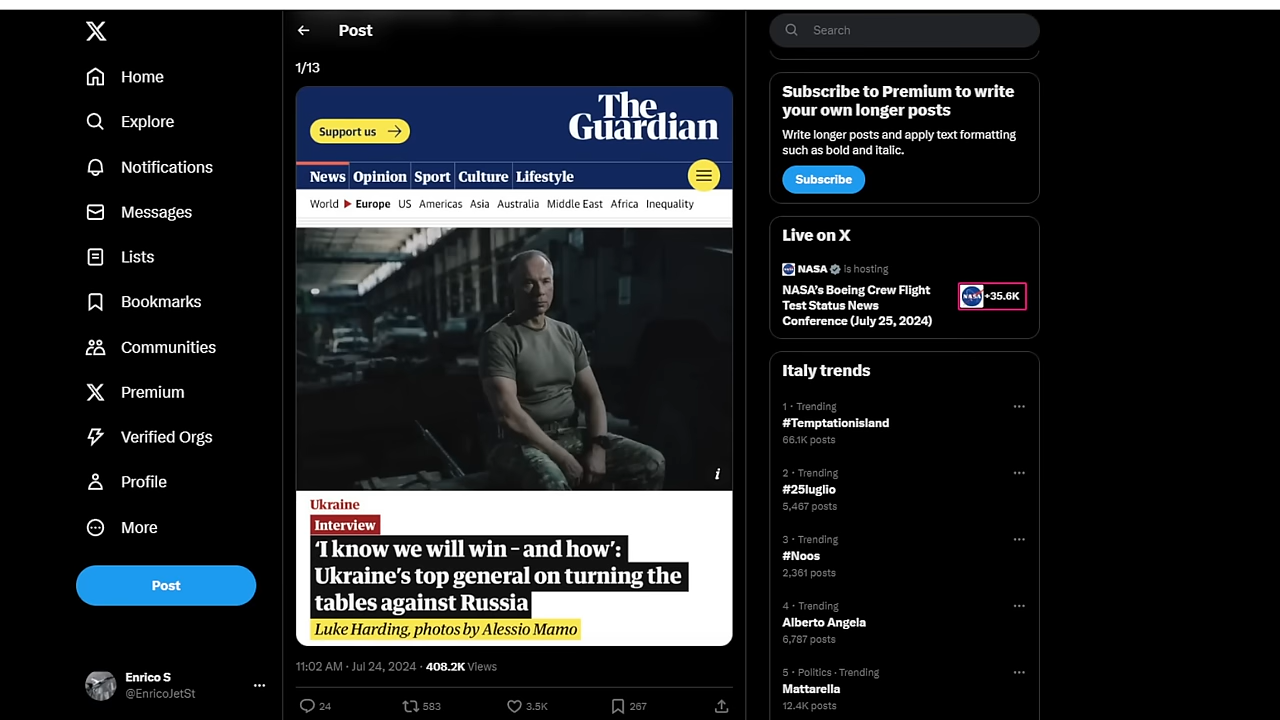 Home
Explore
Notifications
Messages
Lists
Bookmarks
Communities
Premium
Verified Orgs
Profile
More
Post
Enrico S
@EnricoJetSt
Post
1/13
Support us
The
Guardian
News Opinion Sport Culture Lifestyle
World Europe US Americas Asia Australia Middle East Africa Inequality
i
Ukraine
Interview
‘I know we will win – and how’:
Ukraine’s top general on turning the
tables against Russia
Luke Harding, photos by Alessio Mamo
11:02 AM · Jul 24, 2024 · 408.2K Views
24 583 3.5K 267
Search
Subscribe to Premium to write
your own longer posts
Write longer posts and apply text formatting
such as bold and italic.
Subscribe
Live on X
NASA is hosting
NASA’s Boeing Crew Flight
Test Status News
Conference (July 25, 2024)
NASA +35.6K
Italy trends
1 · Trending
#Temptationisland
66.1K posts
2 · Trending
#25luglio
5,467 posts
3 · Trending
#Noos
2,361 posts
4 · Trending
Alberto Angela
6,787 posts
5 · Politics · Trending
Mattarella
12.4K posts